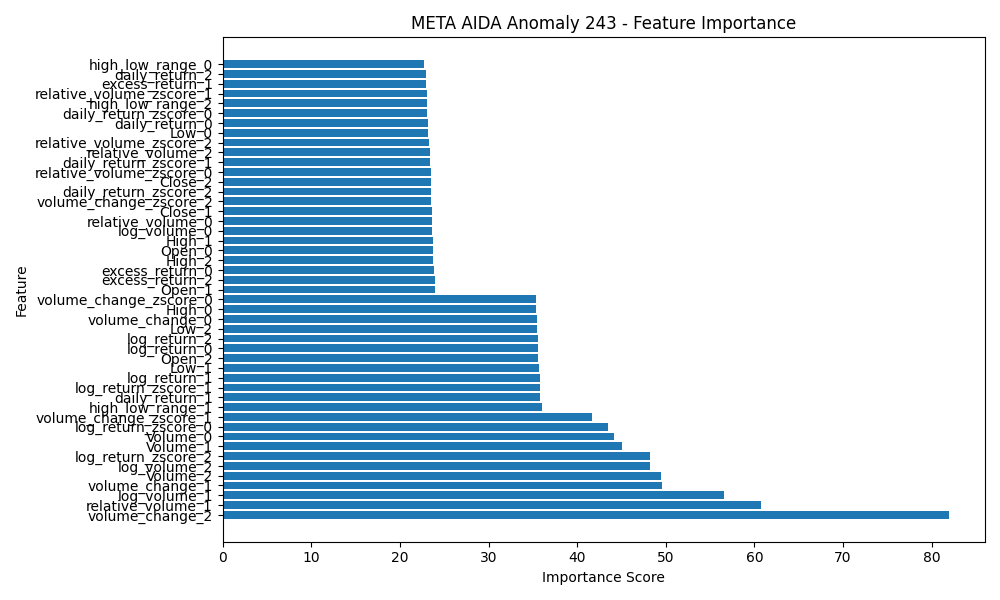 META AIDA Anomaly 243 - Feature Importance
high_low_range_0
daily_return_2
excess_return_1
relative_volume_zscore_1
high_low_range_2
daily_return_zscore_0
daily_return_0
Low_0
relative_volume_zscore_2
relative_volume_2
daily_return_zscore_1
relative_volume_zscore_0
Close_2
daily_return_zscore_2
volume_change_zscore_2
Close_1
relative_volume_0
log_volume_0
High_1
Open_0
High_2
excess_return_0
excess_return_2
Open_1
volume_change_zscore_0
High_0
volume_change_0
Low_2
log_return_2
log_return_0
Open_2
Low_1
log_return_1
log_return_zscore_1
daily_return_1
high_low_range_1
volume_change_zscore_1
log_return_zscore_0
Volume_0
Volume_1
log_return_zscore_2
log_volume_2
Volume_2
volume_change_1
log_volume_1
relative_volume_1
volume_change_2
Feature
0 10 20 30 40 50 60 70 80
Importance Score